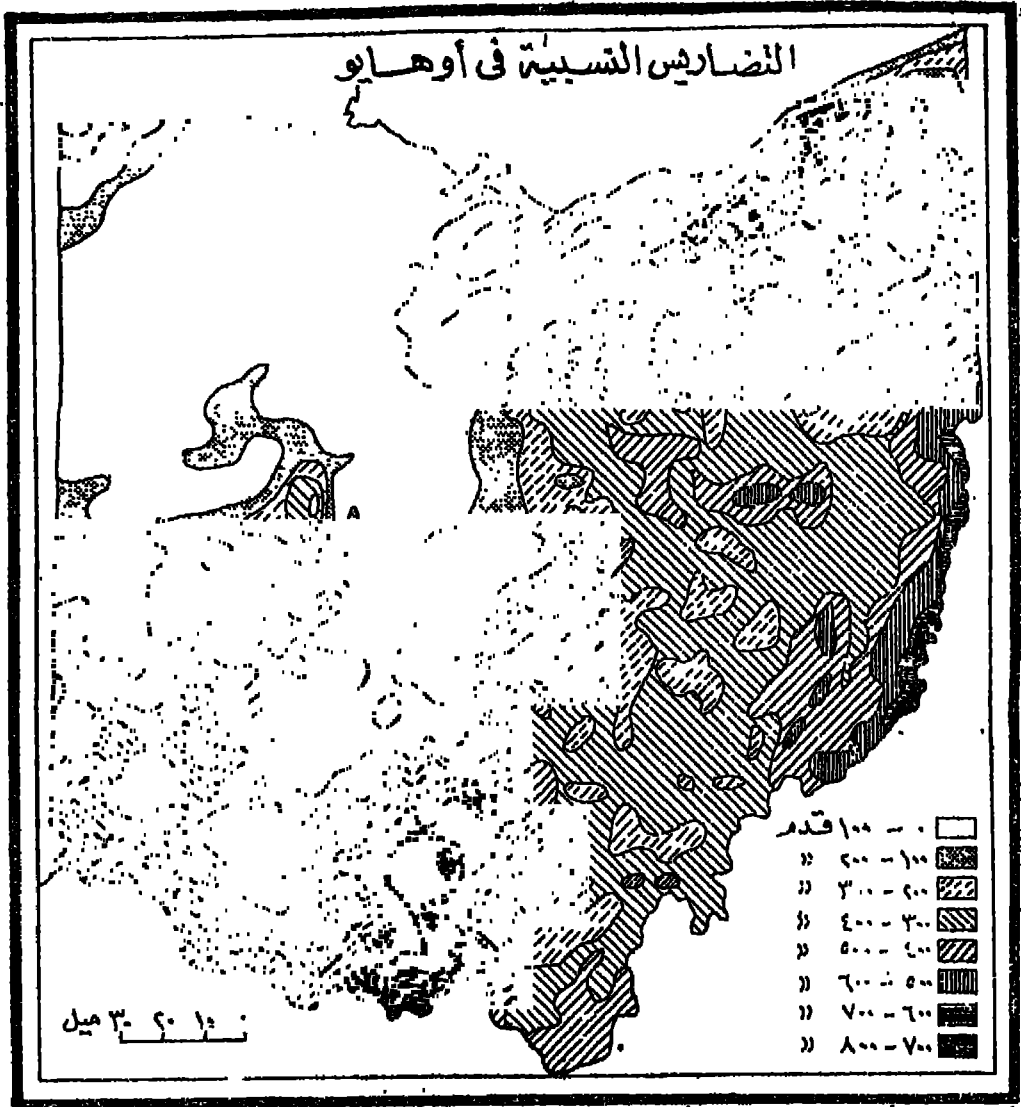 التضاريس النسبية فى أوهايو
A
٠ - ١٠٠ قدم
١٠٠ - ٢٠٠ «
٢٠٠ - ٣٠٠ «
٣٠٠ - ٤٠٠ «
٤٠٠ - ٥٠٠ «
٥٠٠ - ٦٠٠ «
٦٠٠ - ٧٠٠ «
٧٠٠ - ٨٠٠ «
٠ ١٠ ٢٠ ٣٠ ميل